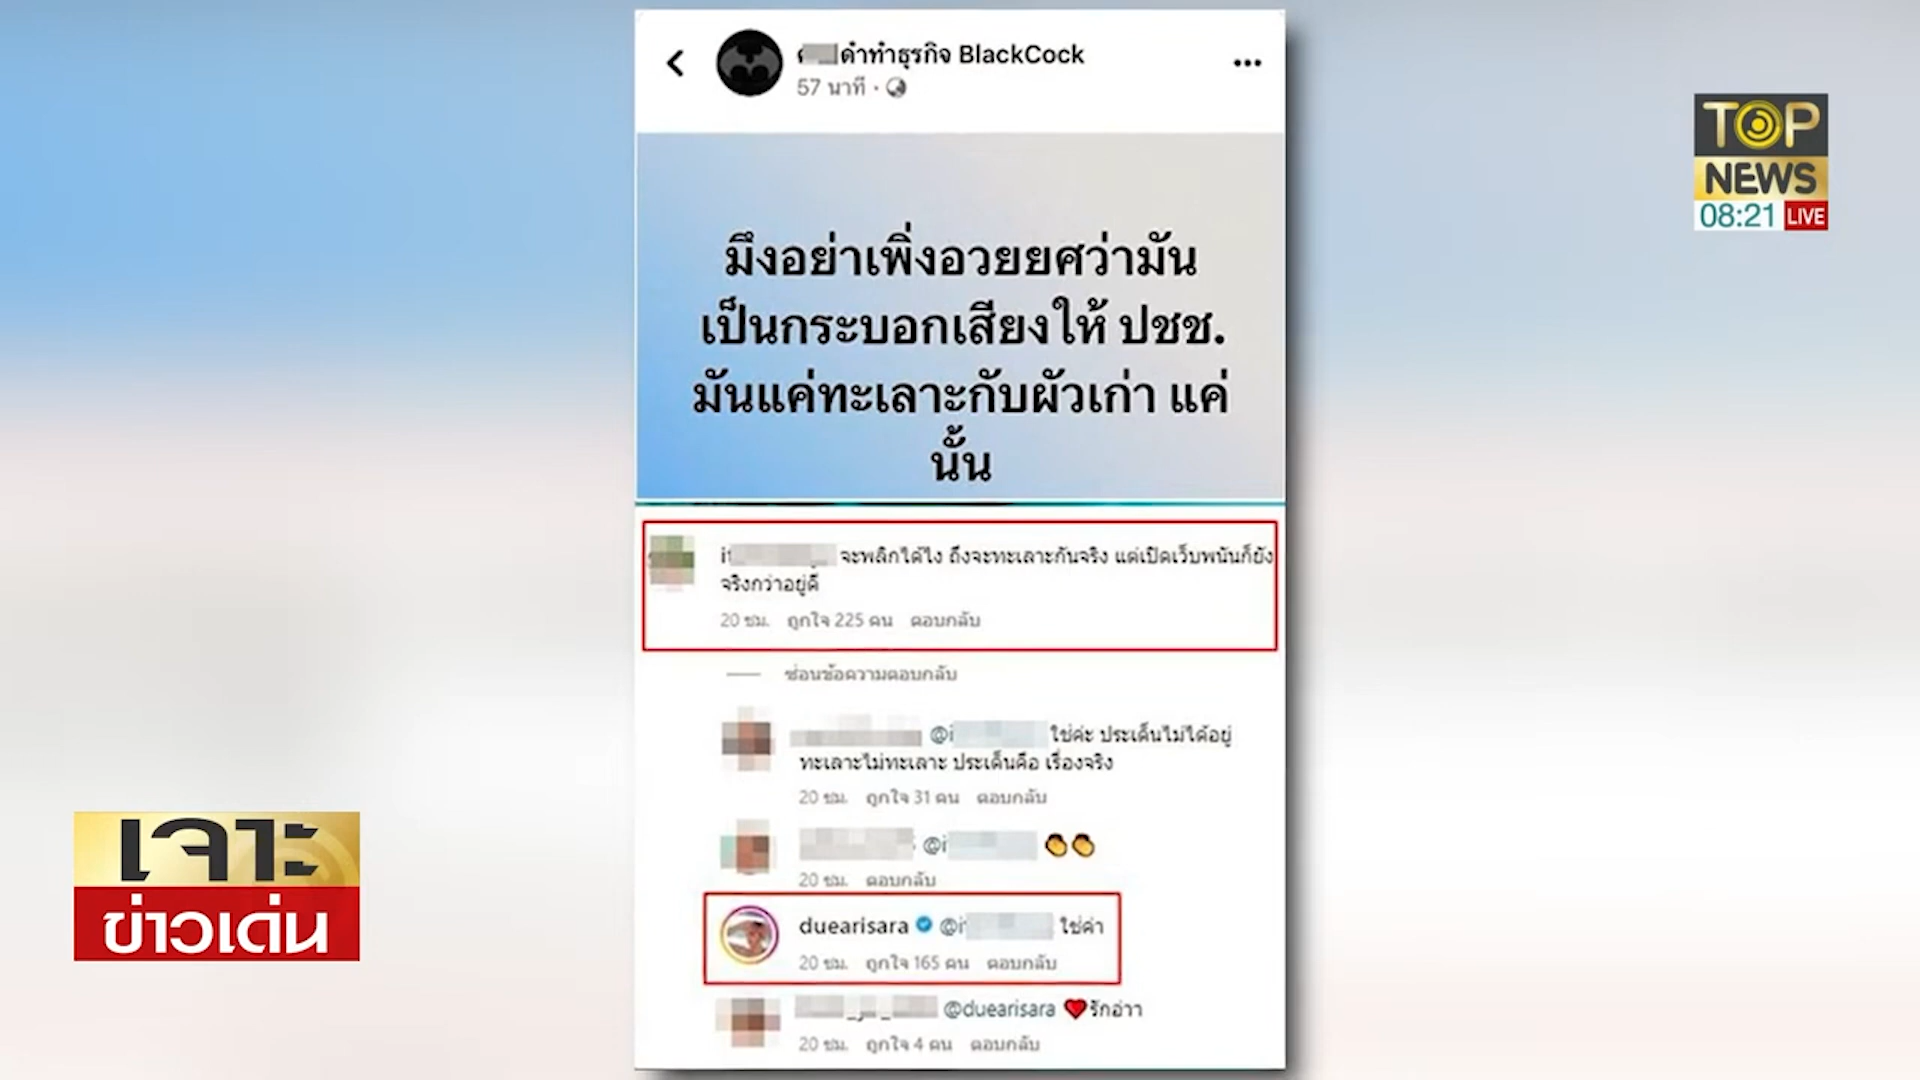 ดำทำธุรกิจ BlackCock
57 นาที ·
TOP
NEWS
08:21 LIVE
มึงอย่าเพิ่งอวยยศว่ามัน
เป็นกระบอกเสียงให้ ปชช.
มันแค่ทะเลาะกับผัวเก่า แค่
นั้น
จะพลิกได้ไง ถึงจะทะเลาะกันจริง แต่เปิดเว็บพนันก็ยัง
จริงกว่าอยู่ดี
20 ชม. ถูกใจ 225 คน ตอบกลับ
ซ่อนข้อความตอบกลับ
@i ใช่ค่ะ ประเด็นไม่ได้อยู่
ทะเลาะไม่ทะเลาะ ประเด็นคือ เรื่องจริง
20 ชม. ถูกใจ 31 คน ตอบกลับ
@i 👏👏
20 ชม. ตอบกลับ
duearisara @i ใช่ค่า
20 ชม. ถูกใจ 165 คน ตอบกลับ
@duearisara ❤️รักอ่าา
20 ชม. ถูกใจ 4 คน ตอบกลับ
เจาะ
ข่าวเด่น